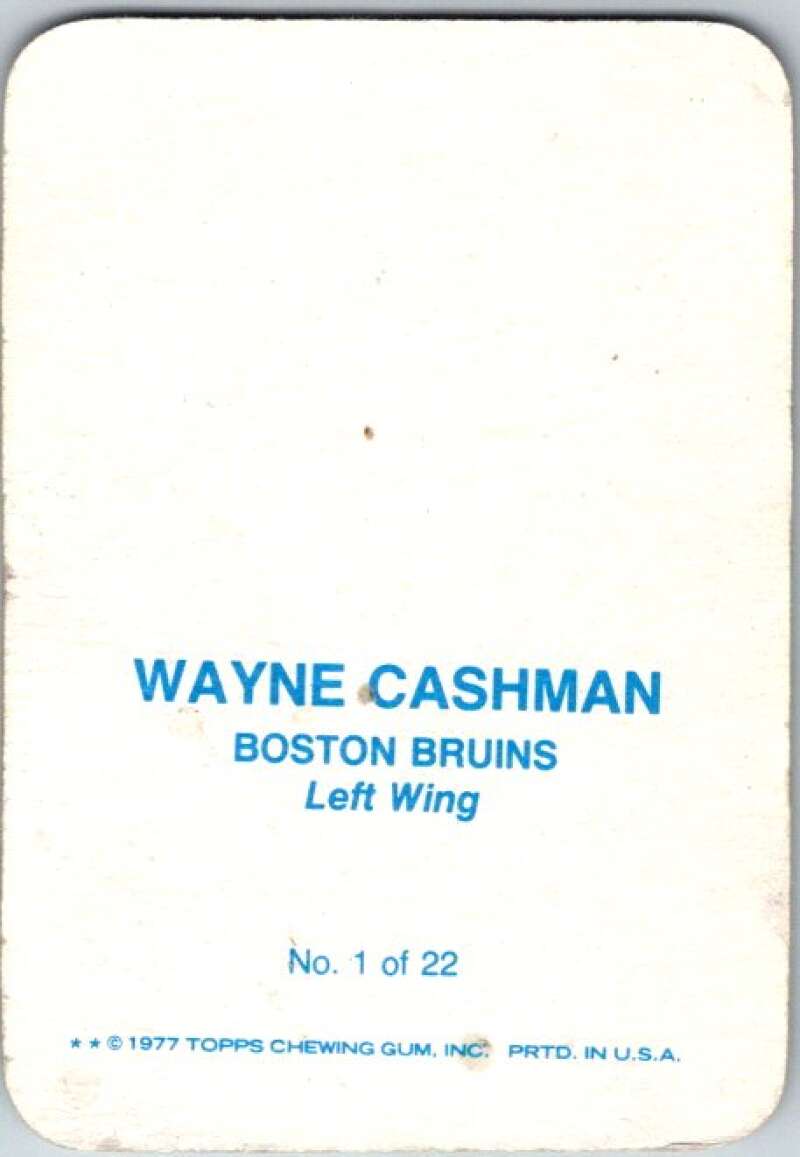 WAYNE CASHMAN
BOSTON BRUINS
Left Wing
No. 1 of 22
★ ★ © 1977 TOPPS CHEWING GUM, INC. PRTD. IN U.S.A.